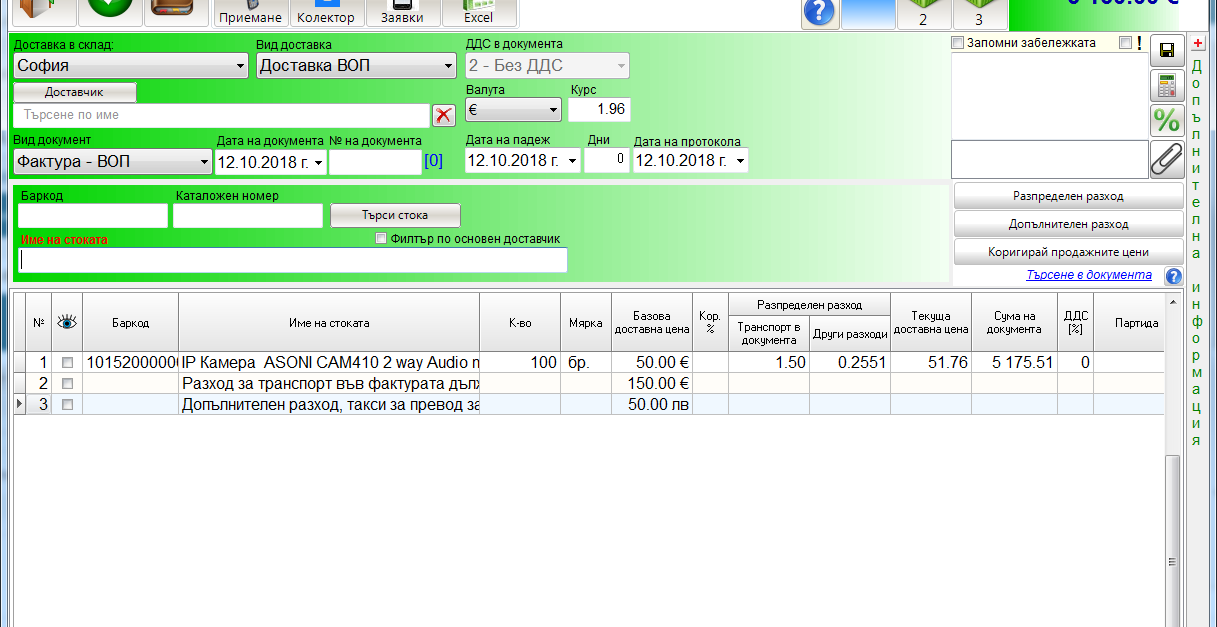 Приемане Колектор Заявки Excel 2 3
Доставка в склад: Вид доставка ДДС в документа Запомни забележката !
София Доставка ВОП 2 - Без ДДС
Доставчик Валута Курс
Търсене по име € 1.96
Вид документ Дата на документа № на документа Дата на падеж Дни Дата на протокола
Фактура - ВОП 12.10.2018 г. [0] 12.10.2018 г. 0 12.10.2018 г.
Баркод Каталожен номер Разпределен разход
Търси стока Допълнителен разход
Име на стоката Филтър по основен доставчик Коригирай продажните цени
Търсене в документа
Допълнителна информация
№ Баркод Име на стоката К-во Мярка Базова доставна цена Кор. % Разпределен разход Транспорт в документа Други разходи Текуща доставна цена Сума на документа ДДС [%] Партида
1 IP Камера ASONI CAM410 2 way Audio 100 бр. 50.00 € 1.50 0.2551 51.76 5 175.51 0
2 Разход за транспорт във фактурата 150.00 €
3 Допълнителен разход, такси за превод 50.00 лв